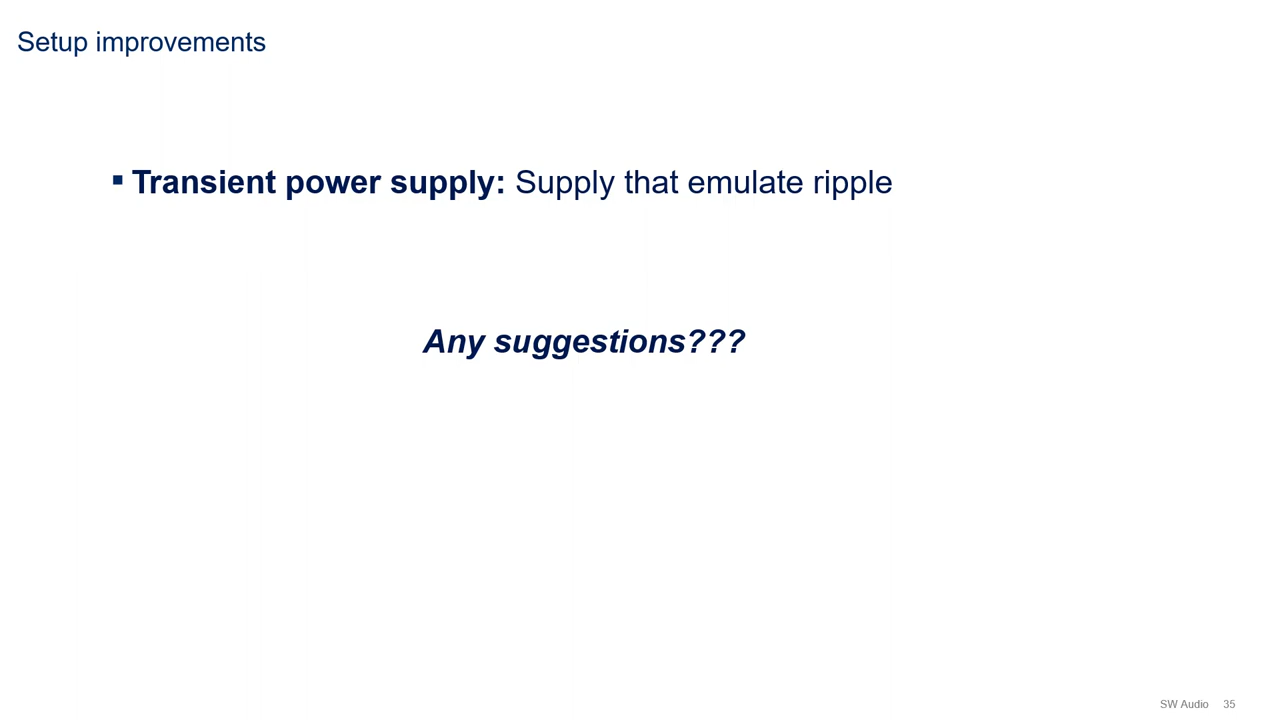 Setup improvements
▪ Transient power supply: Supply that emulate ripple
Any suggestions???
SW Audio 35